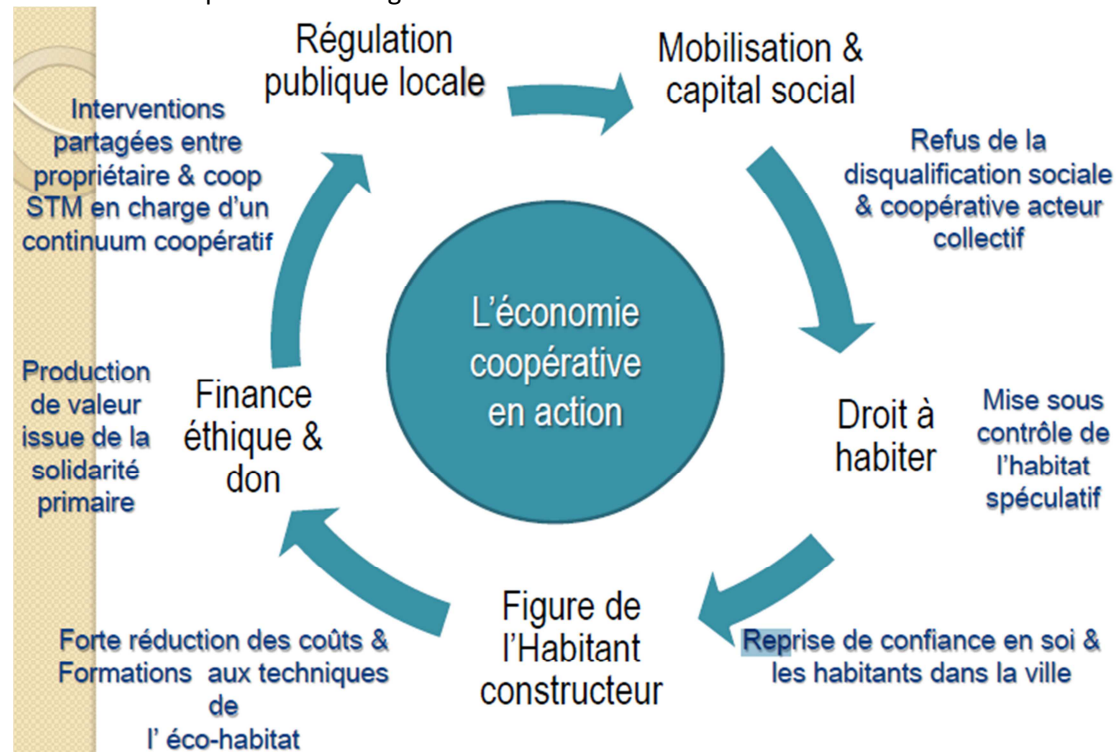 Régulation
publique locale
Mobilisation &
capital social
Interventions
partagées entre
propriétaire & coop
STM en charge d'un
continuum coopératif
Refus de la
disqualification sociale
& coopérative acteur
collectif
L'économie
coopérative
en action
Production
de valeur
issue de la
solidarité
primaire
Finance
éthique &
don
Droit à
habiter
Mise sous
contrôle de
l'habitat
spéculatif
Figure de
l'Habitant
constructeur
Forte réduction des coûts &
Formations aux techniques
de
l' éco-habitat
Reprise de confiance en soi &
les habitants dans la ville